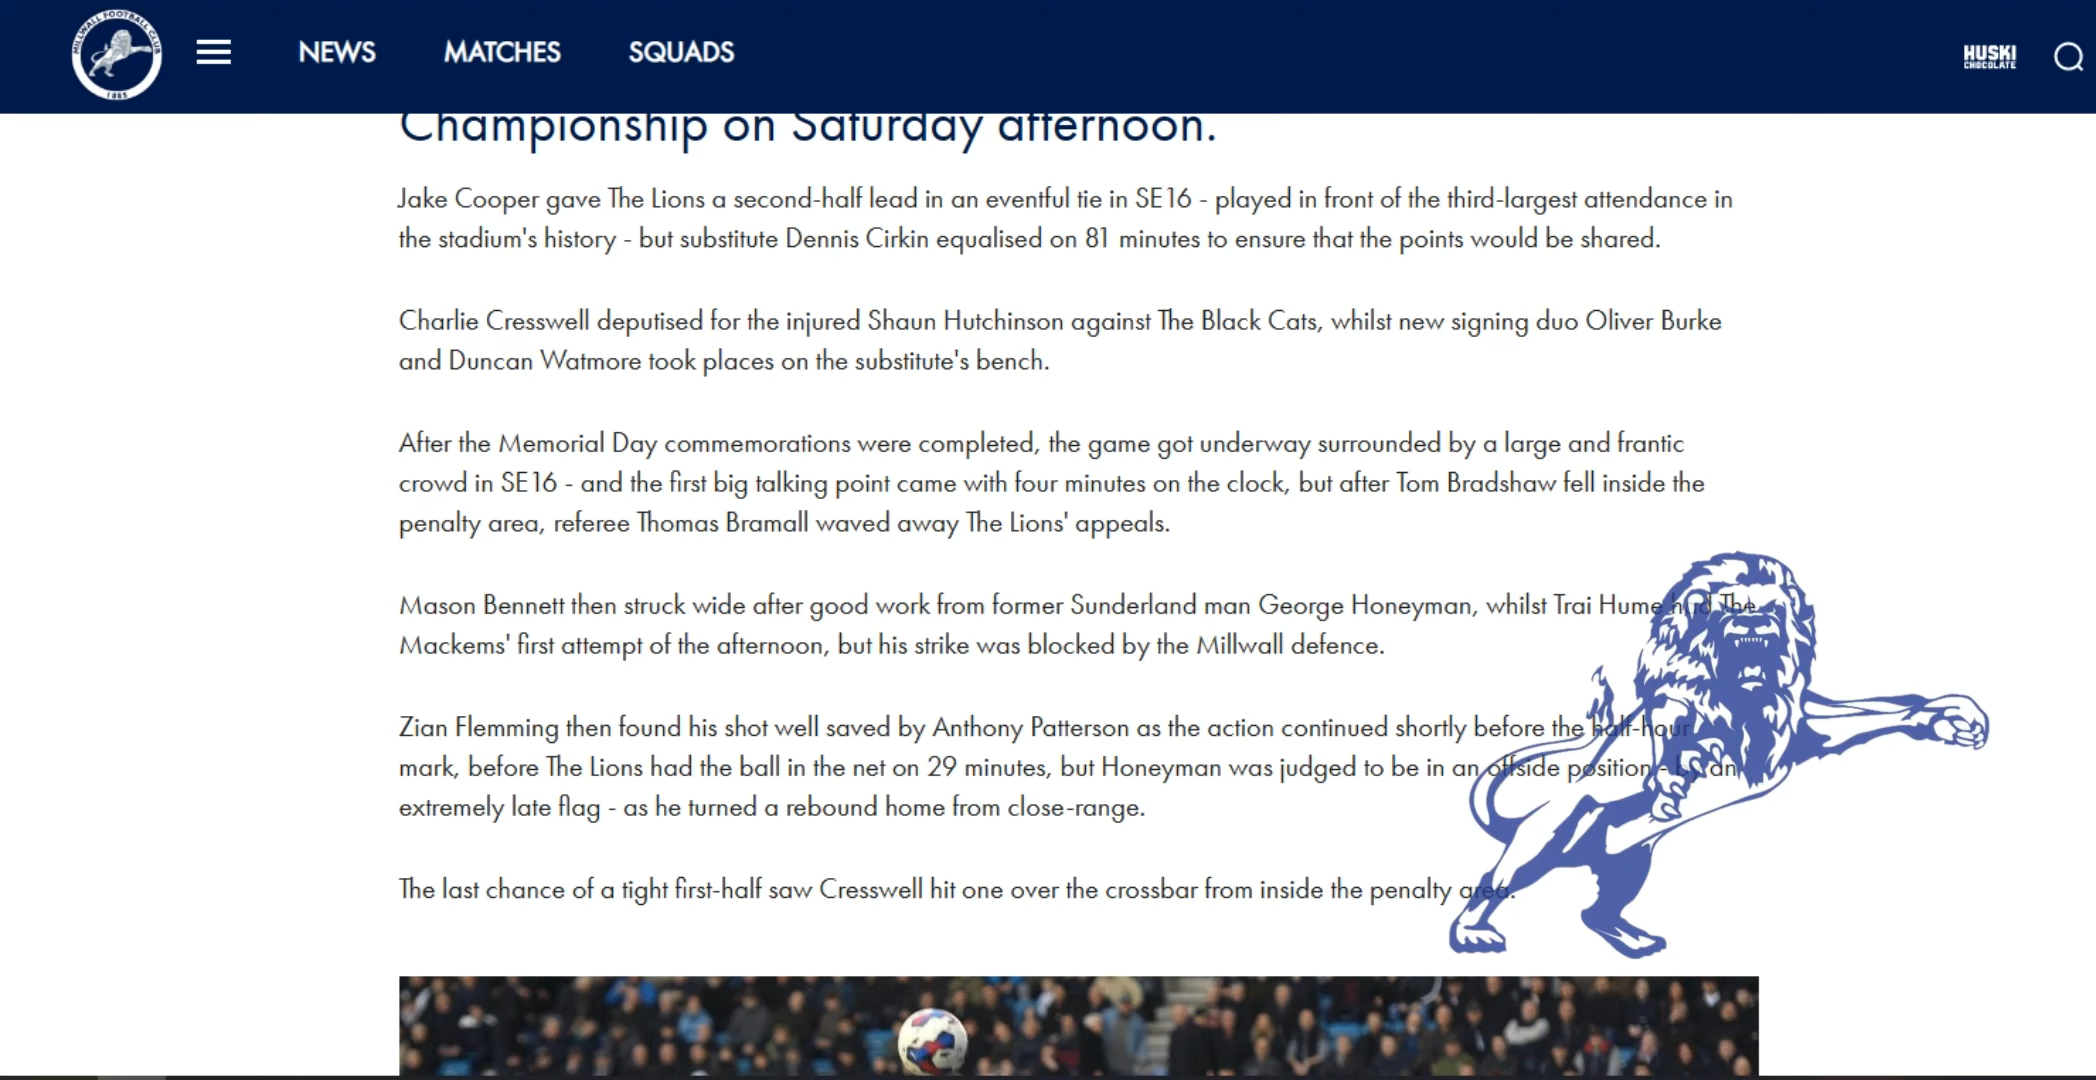 MILLWALL FOOTBALL CLUB
1885
NEWS
MATCHES
SQUADS
HUSKI
CHOCOLATE
Championship on Saturday afternoon.
Jake Cooper gave The Lions a second-half lead in an eventful tie in SE16 - played in front of the third-largest attendance in
the stadium's history - but substitute Dennis Cirkin equalised on 81 minutes to ensure that the points would be shared.
Charlie Cresswell deputised for the injured Shaun Hutchinson against The Black Cats, whilst new signing duo Oliver Burke
and Duncan Watmore took places on the substitute's bench.
After the Memorial Day commemorations were completed, the game got underway surrounded by a large and frantic
crowd in SE16 - and the first big talking point came with four minutes on the clock, but after Tom Bradshaw fell inside the
penalty area, referee Thomas Bramall waved away The Lions' appeals.
Mason Bennett then struck wide after good work from former Sunderland man George Honeyman, whilst Trai Hume had The
Mackems' first attempt of the afternoon, but his strike was blocked by the Millwall defence.
Zian Flemming then found his shot well saved by Anthony Patterson as the action continued shortly before the half-hour
mark, before The Lions had the ball in the net on 29 minutes, but Honeyman was judged to be in an offside position - by an
extremely late flag - as he turned a rebound home from close-range.
The last chance of a tight first-half saw Cresswell hit one over the crossbar from inside the penalty area.